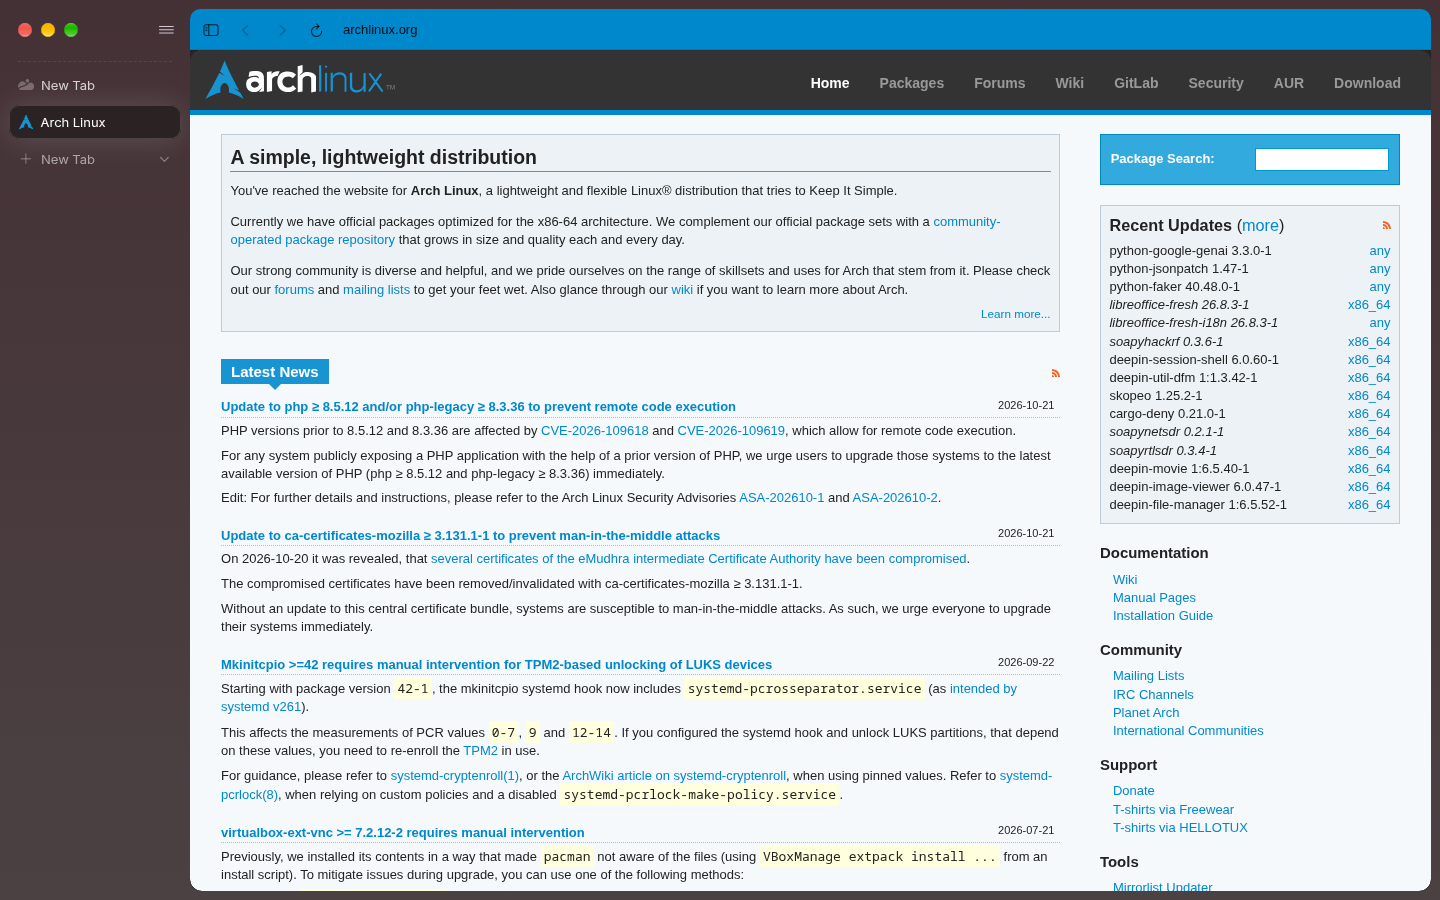 archlinux.org
New Tab
Arch Linux
New Tab
archlinux™
Home Packages Forums Wiki GitLab Security AUR Download
A simple, lightweight distribution
You've reached the website for Arch Linux, a lightweight and flexible Linux® distribution that tries to Keep It Simple.
Currently we have official packages optimized for the x86-64 architecture. We complement our official package sets with a community-
operated package repository that grows in size and quality each and every day.
Our strong community is diverse and helpful, and we pride ourselves on the range of skillsets and uses for Arch that stem from it. Please check
out our forums and mailing lists to get your feet wet. Also glance through our wiki if you want to learn more about Arch.
Learn more...
Latest News
Update to php ≥ 8.5.12 and/or php-legacy ≥ 8.3.36 to prevent remote code execution 2026-10-21
PHP versions prior to 8.5.12 and 8.3.36 are affected by CVE-2026-109618 and CVE-2026-109619, which allow for remote code execution.
For any system publicly exposing a PHP application with the help of a prior version of PHP, we urge users to upgrade those systems to the latest
available version of PHP (php ≥ 8.5.12 and php-legacy ≥ 8.3.36) immediately.
Edit: For further details and instructions, please refer to the Arch Linux Security Advisories ASA-202610-1 and ASA-202610-2.
Update to ca-certificates-mozilla ≥ 3.131.1-1 to prevent man-in-the-middle attacks 2026-10-21
On 2026-10-20 it was revealed, that several certificates of the eMudhra intermediate Certificate Authority have been compromised.
The compromised certificates have been removed/invalidated with ca-certificates-mozilla ≥ 3.131.1-1.
Without an update to this central certificate bundle, systems are susceptible to man-in-the-middle attacks. As such, we urge everyone to upgrade
their systems immediately.
Mkinitcpio >=42 requires manual intervention for TPM2-based unlocking of LUKS devices 2026-09-22
Starting with package version 42-1, the mkinitcpio systemd hook now includes systemd-pcrosseparator.service (as intended by
systemd v261).
This affects the measurements of PCR values 0-7, 9 and 12-14. If you configured the systemd hook and unlock LUKS partitions, that depend
on these values, you need to re-enroll the TPM2 in use.
For guidance, please refer to systemd-cryptenroll(1), or the ArchWiki article on systemd-cryptenroll, when using pinned values. Refer to systemd-
pcrlock(8), when relying on custom policies and a disabled systemd-pcrlock-make-policy.service.
virtualbox-ext-vnc >= 7.2.12-2 requires manual intervention 2026-07-21
Previously, we installed its contents in a way that made pacman not aware of the files (using VBoxManage extpack install ... from an
install script). To mitigate issues during upgrade, you can use one of the following methods:
Package Search:
Recent Updates (more)
python-google-genai 3.3.0-1 any
python-jsonpatch 1.47-1 any
python-faker 40.48.0-1 any
libreoffice-fresh 26.8.3-1 x86_64
libreoffice-fresh-i18n 26.8.3-1 any
soapyhackrf 0.3.6-1 x86_64
deepin-session-shell 6.0.60-1 x86_64
deepin-util-dfm 1:1.3.42-1 x86_64
skopeo 1.25.2-1 x86_64
cargo-deny 0.21.0-1 x86_64
soapynetsdr 0.2.1-1 x86_64
soapyrtlsdr 0.3.4-1 x86_64
deepin-movie 1:6.5.40-1 x86_64
deepin-image-viewer 6.0.47-1 x86_64
deepin-file-manager 1:6.5.52-1 x86_64
Documentation
Wiki
Manual Pages
Installation Guide
Community
Mailing Lists
IRC Channels
Planet Arch
International Communities
Support
Donate
T-shirts via Freewear
T-shirts via HELLOTUX
Tools
Mirrorlist Updater